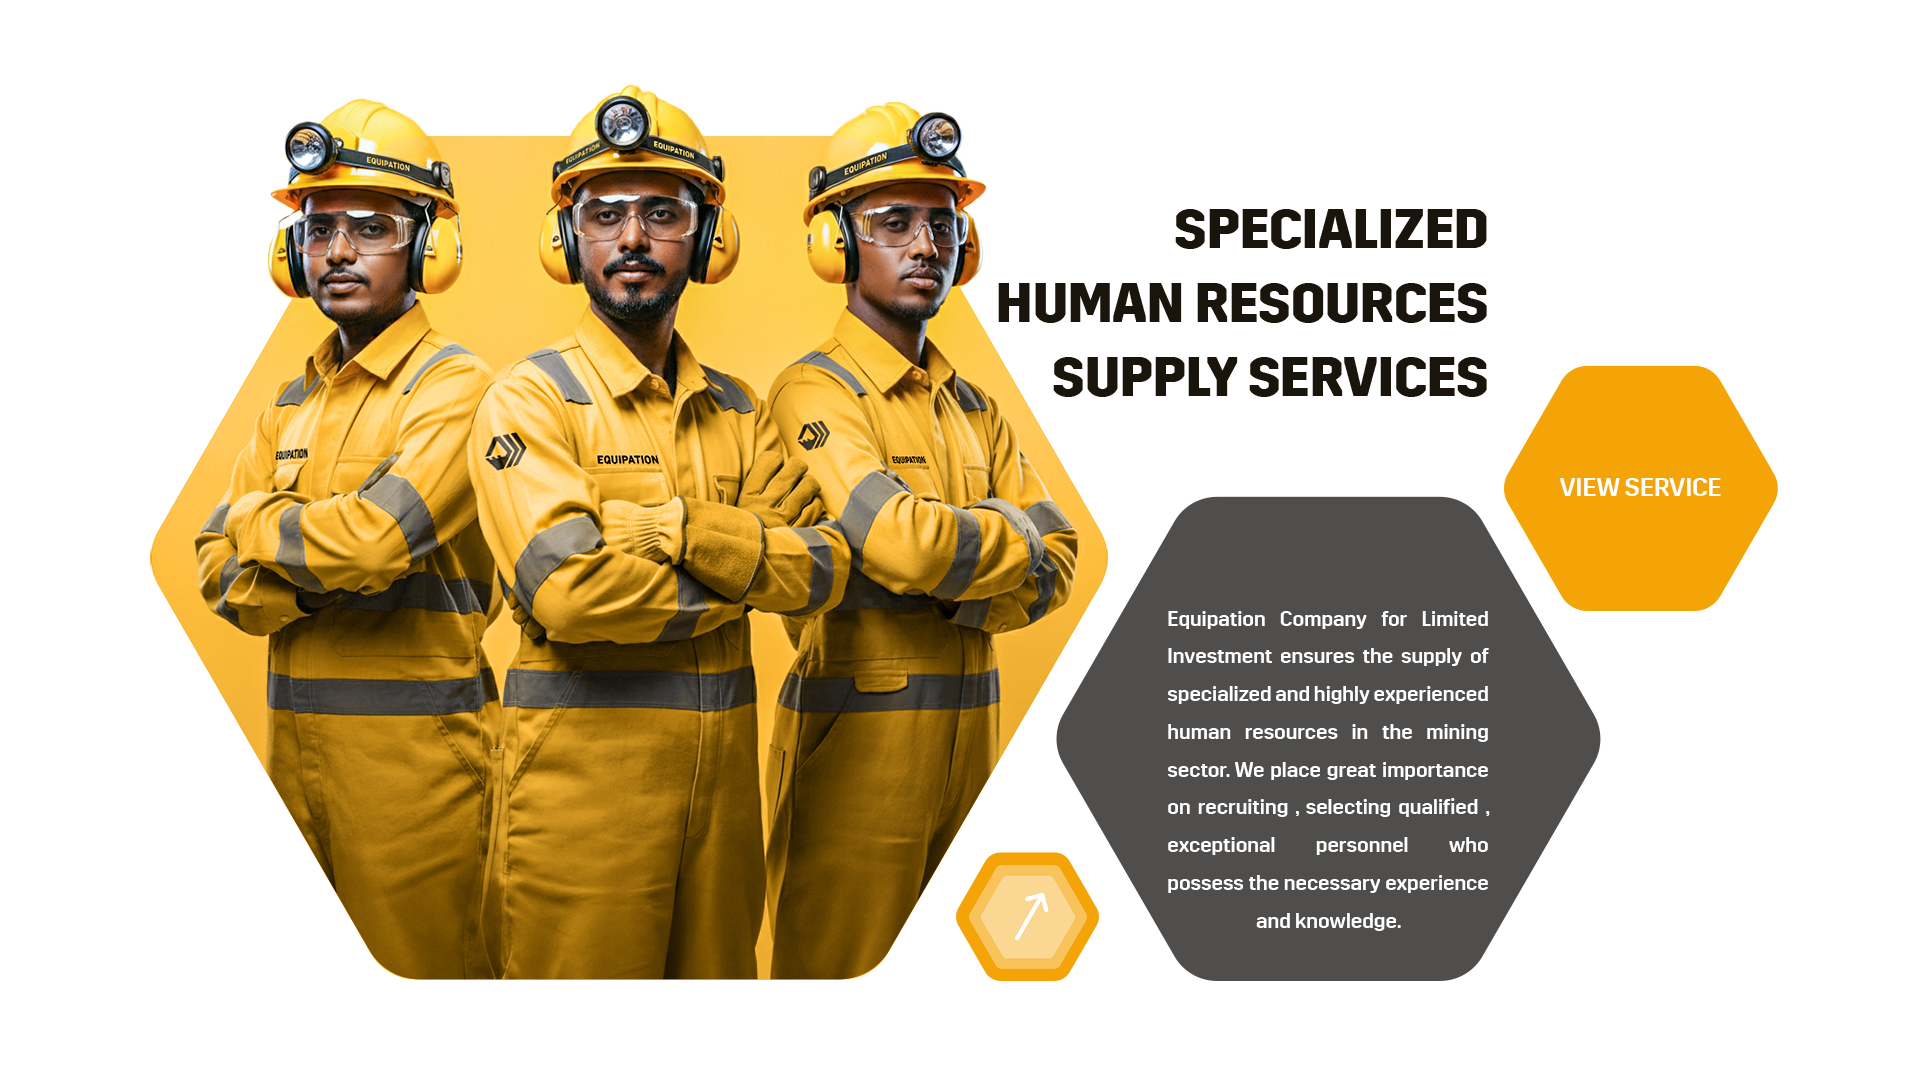 EQUIPATION
EQUIPATION
EQUIPATION
EQUIPATION
SPECIALIZED
HUMAN RESOURCES
SUPPLY SERVICES
EQUIPATION
EQUIPATION
EQUIPATION
VIEW SERVICE
Equipation Company for Limited
Investment ensures the supply of
specialized and highly experienced
human resources in the mining
sector. We place great importance
on recruiting , selecting qualified ,
exceptional personnel who
possess the necessary experience
and knowledge.